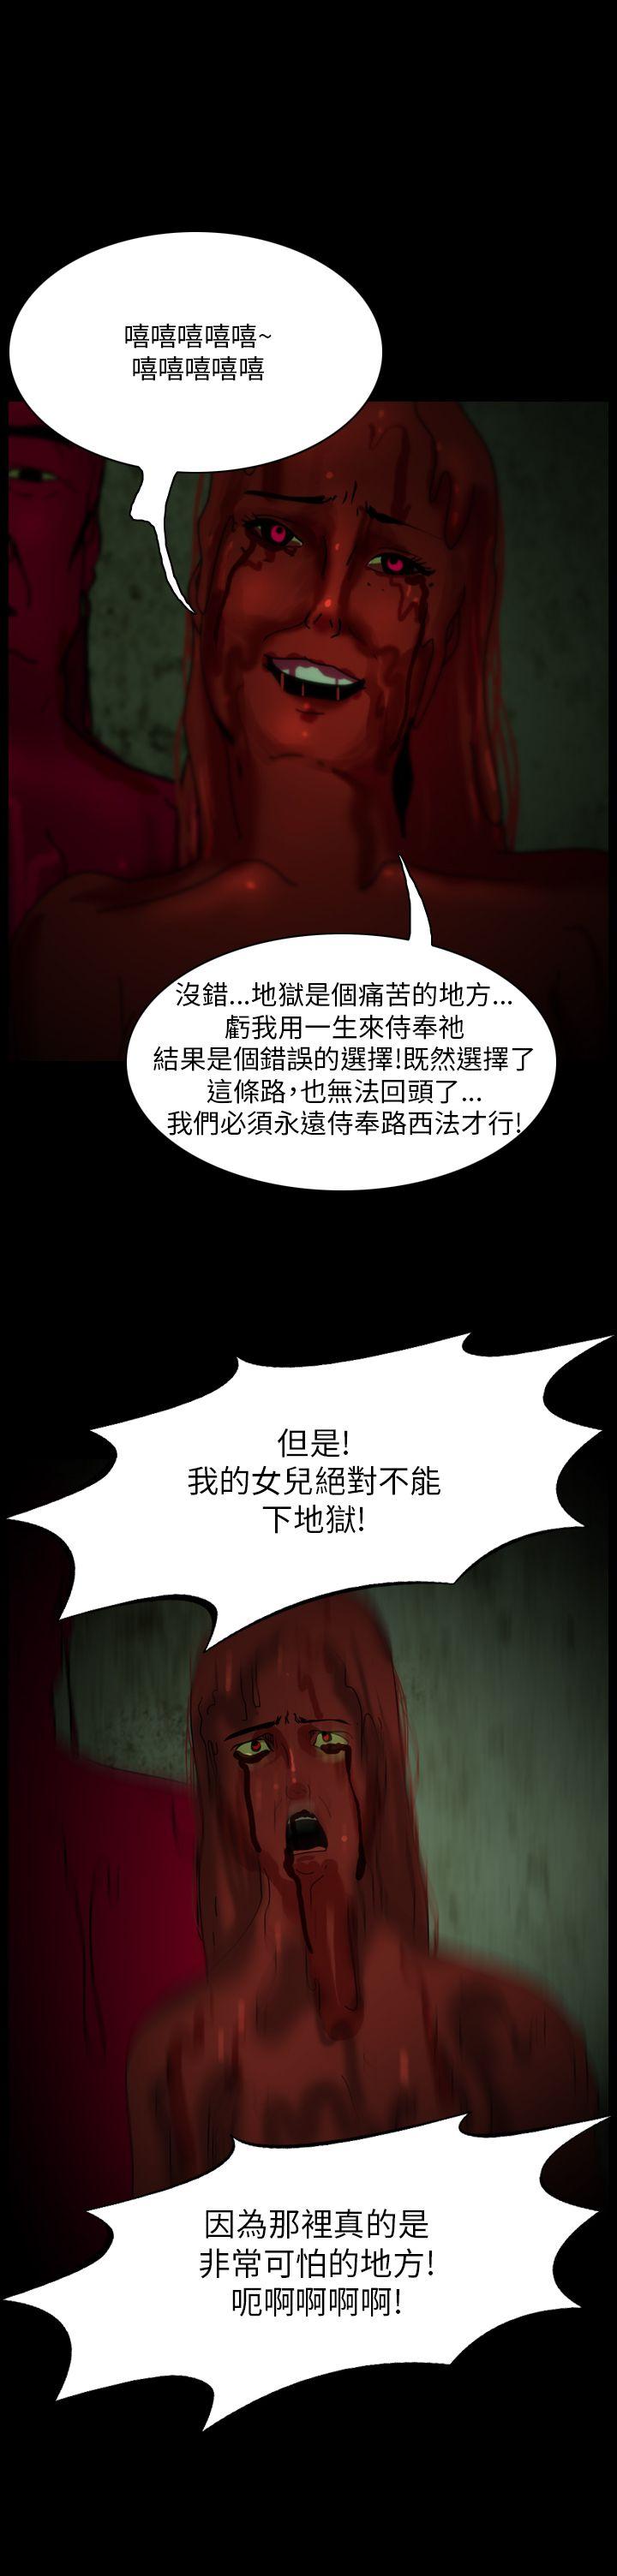 嘻嘻嘻嘻嘻~
嘻嘻嘻嘻嘻
沒錯...地獄是個痛苦的地方...
虧我用一生來侍奉祂
結果是個錯誤的選擇!既然選擇了
這條路,也無法回頭了...
我們必須永遠侍奉路西法才行!
但是!
我的女兒絕對不能
下地獄!
因為那裡真的是
非常可怕的地方!
呃啊啊啊啊!